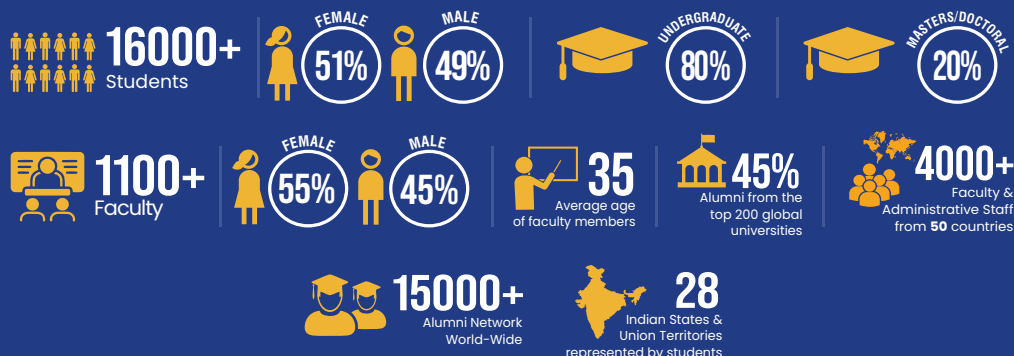 16000+
Students
FEMALE
51%
MALE
49%
UNDERGRADUATE
80%
MASTERS/DOCTORAL
20%
1100+
Faculty
FEMALE
55%
MALE
45%
35
Average age
of faculty members
45%
Alumni from the
top 200 global
universities
4000+
Faculty &
Administrative Staff
from 50 countries
15000+
Alumni Network
World-Wide
28
Indian States &
Union Territories
represented by students